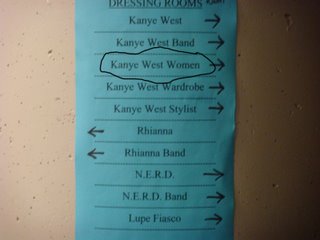 DRESSING ROOMS
Kanye West
Kanye West Band
Kanye West Women
Kanye West Wardrobe
Kanye West Stylist
Rhianna
Rhianna Band
N.E.R.D.
N.E.R.D. Band
Lupe Fiasco